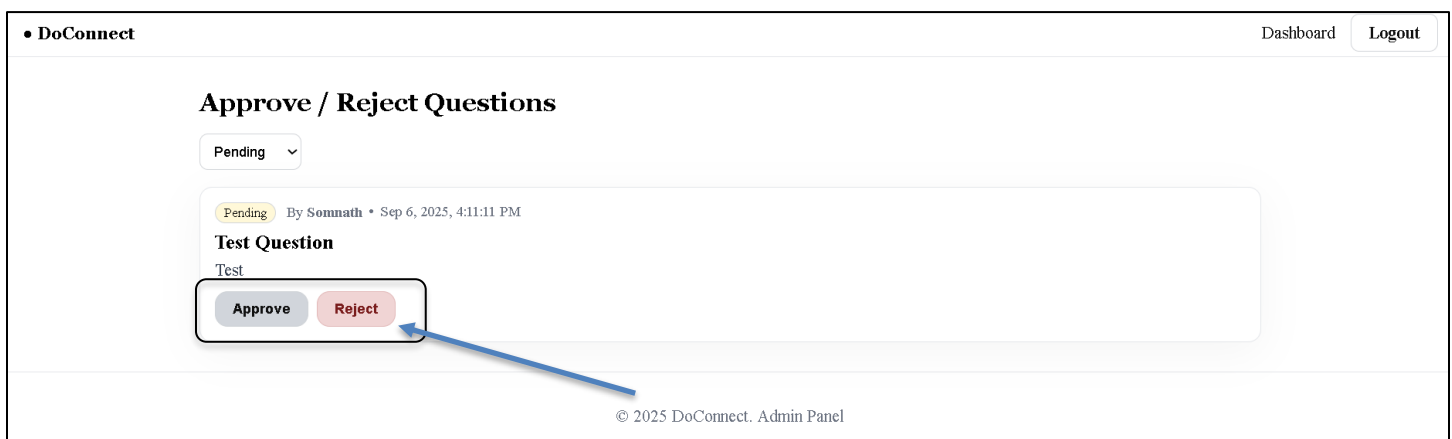 • DoConnect Dashboard Logout
Approve / Reject Questions
Pending
Pending By Somnath • Sep 6, 2025, 4:11:11 PM
Test Question
Test
Approve Reject
© 2025 DoConnect. Admin Panel